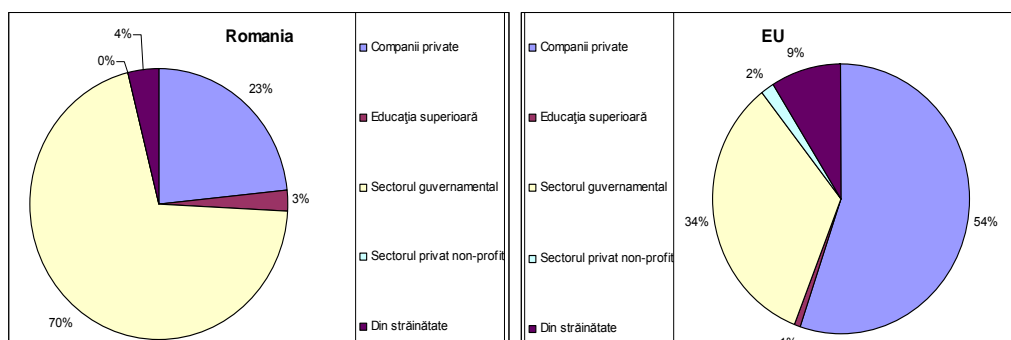 Romania
4%
0%
23%
3%
70%
Companii private
Educaţia superioară
Sectorul guvernamental
Sectorul privat non-profit
Din străinătate
Companii private
Educaţia superioară
Sectorul guvernamental
Sectorul privat non-profit
Din străinătate
EU
9%
2%
34%
54%
1%